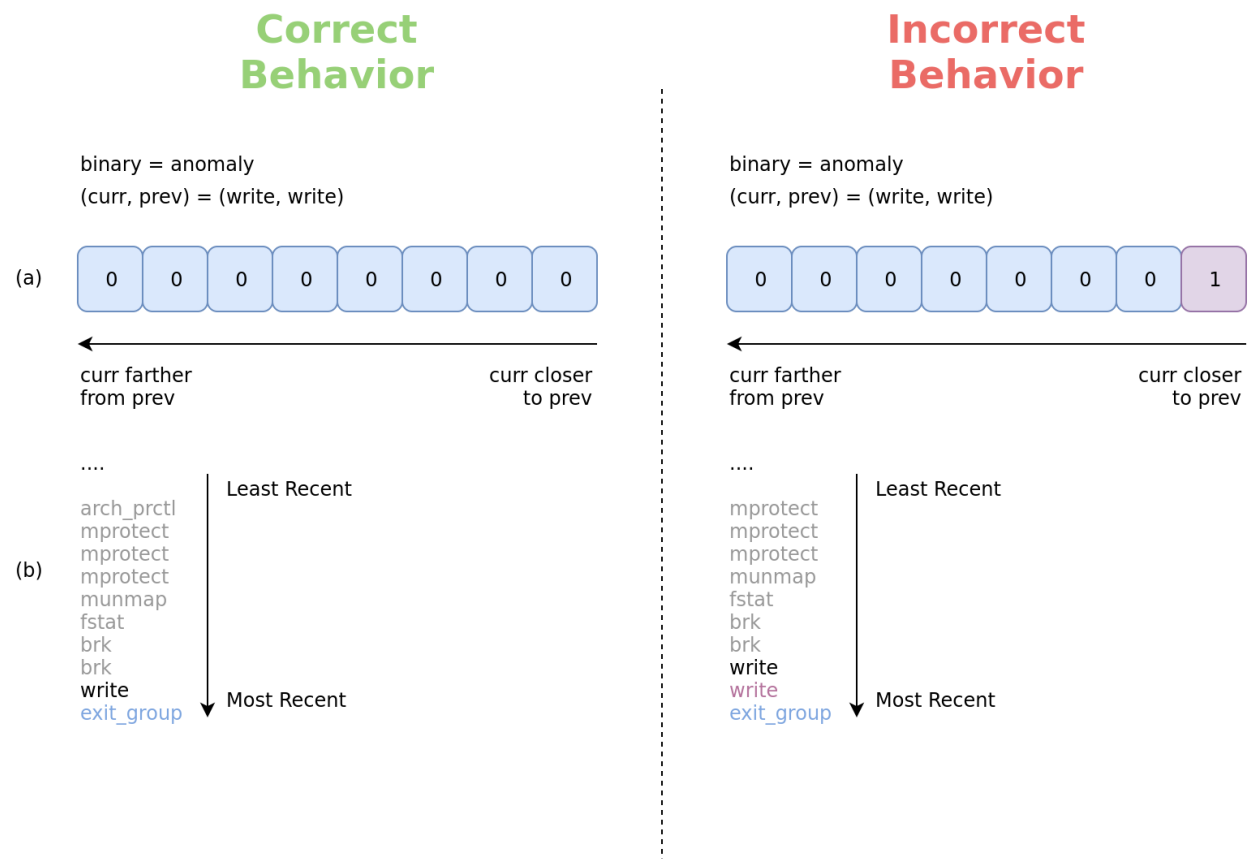 Correct
Behavior
binary = anomaly
(curr, prev) = (write, write)
(a)
0 0 0 0 0 0 0 0
curr farther
from prev
curr closer
to prev
(b)
....
Least Recent
arch_prctl
mprotect
mprotect
mprotect
munmap
fstat
brk
brk
write
exit_group
Most Recent
Incorrect
Behavior
binary = anomaly
(curr, prev) = (write, write)
0 0 0 0 0 0 0 1
curr farther
from prev
curr closer
to prev
....
Least Recent
mprotect
mprotect
mprotect
munmap
fstat
brk
brk
write
write
exit_group
Most Recent